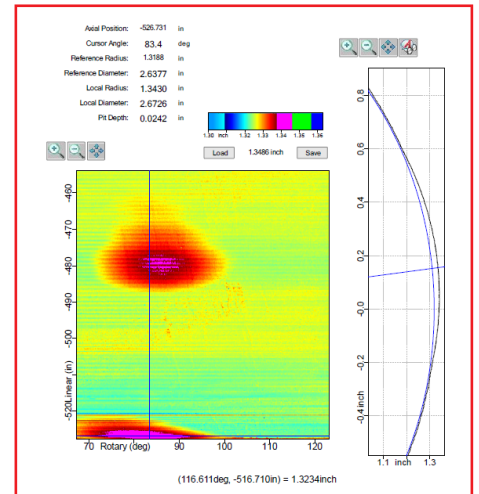 Axial Position: -526.731 in
Cursor Angle: 83.4 deg
Reference Radius: 1.3188 in
Reference Diameter: 2.6377 in
Local Radius: 1.3430 in
Local Diameter: 2.6726 in
Pit Depth: 0.0242 in
1.30 inch 1.32 1.33 1.34 1.35 1.36
Load 1.3486 inch Save
-460
-470
-480
-490
-500
-520Linear (in)
70 Rotary (deg) 90 100 110 120
0.8
0.6
0.4
0.2
-0.0
-0.2
-0.4inch
1.1 inch 1.3
(116.611deg, -516.710in) = 1.3234inch